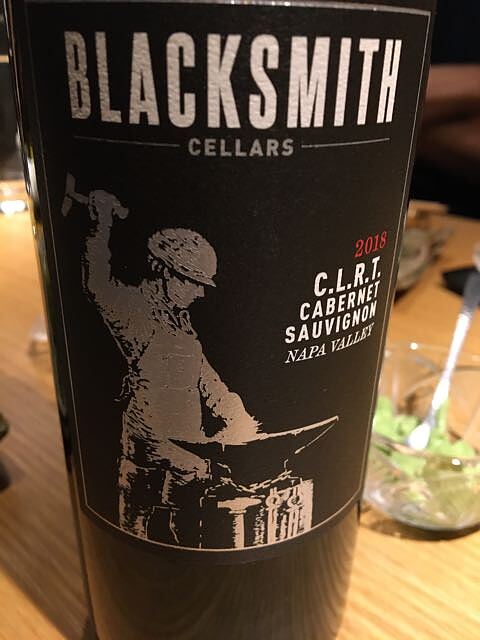 BLACKSMITH
CELLARS
2018
C.L.R.T.
CABERNET
SAUVIGNON
NAPA VALLEY